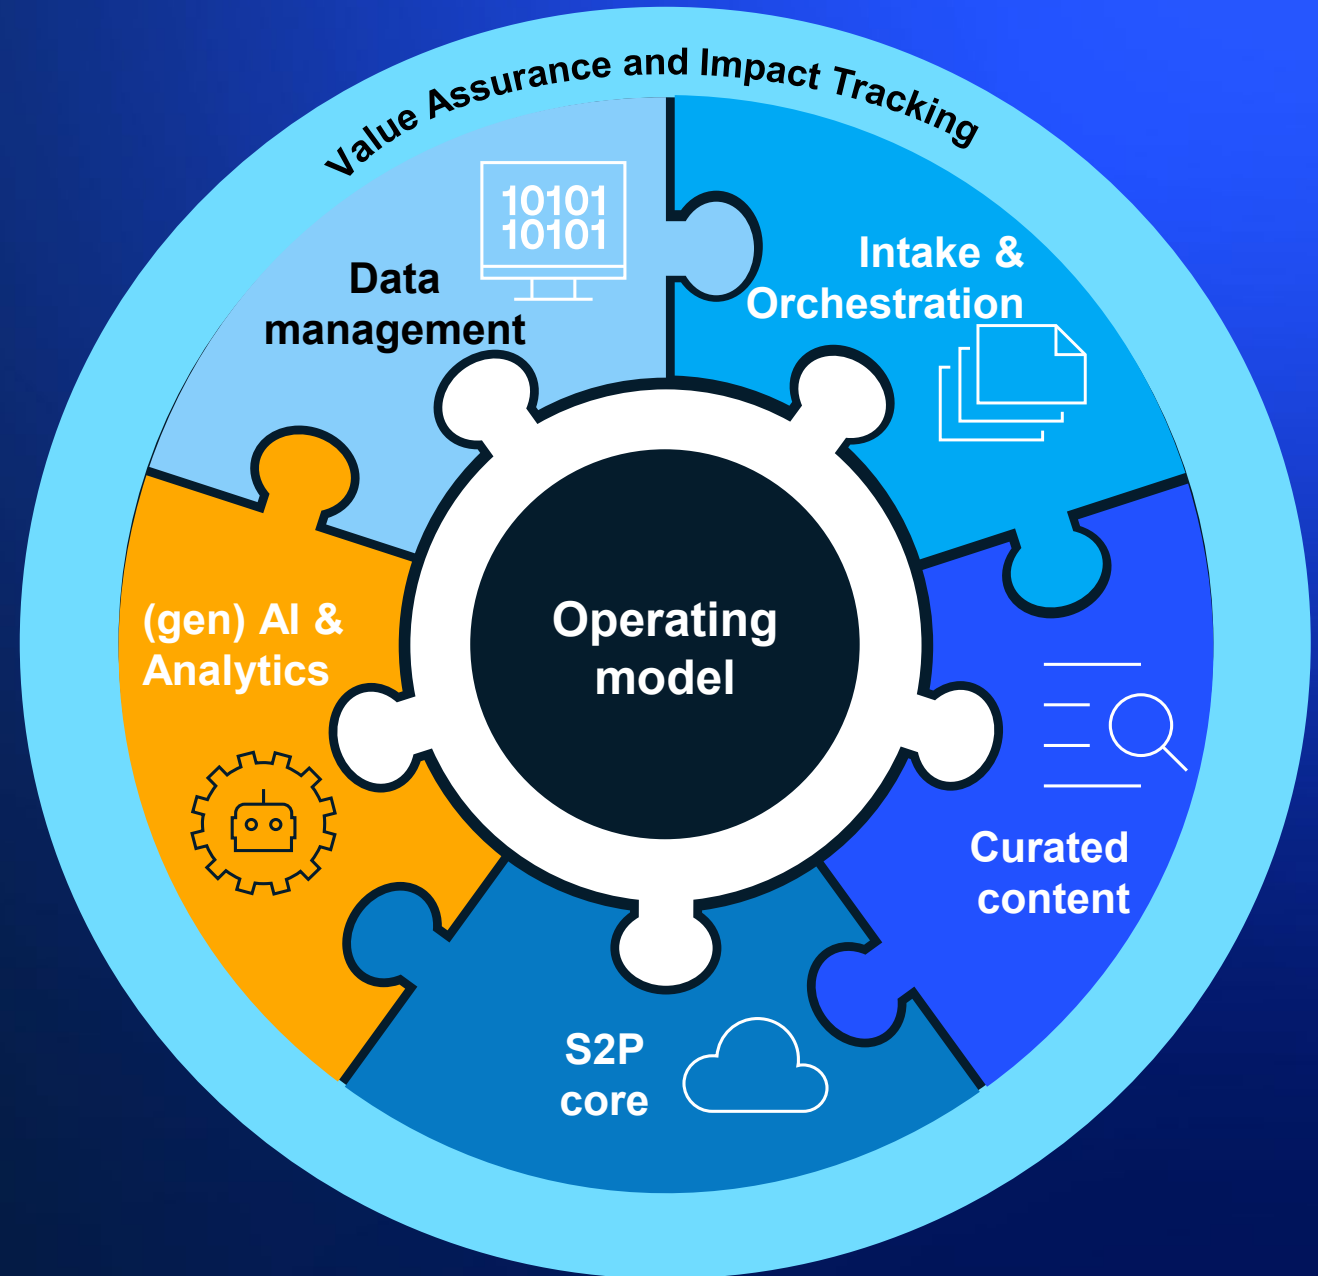 Value Assurance and Impact Tracking
10101
10101
Data
management
Intake &
Orchestration
(gen) AI &
Analytics
Operating
model
Curated
content
S2P
core